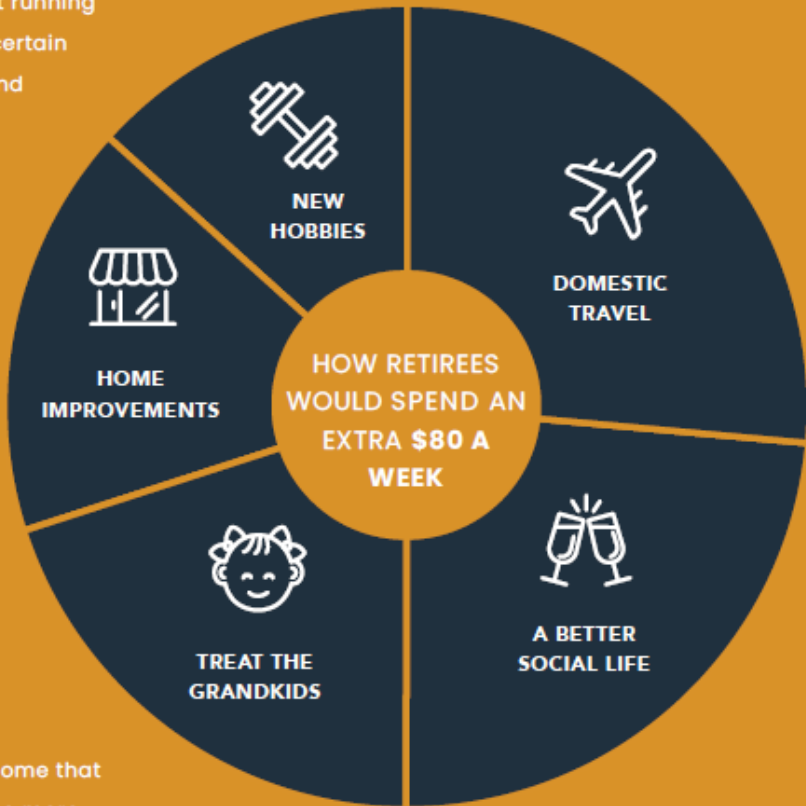 t running
certain
nd
NEW
HOBBIES
DOMESTIC
TRAVEL
HOME
IMPROVEMENTS
HOW RETIREES
WOULD SPEND AN
EXTRA $80 A
WEEK
A BETTER
SOCIAL LIFE
TREAT THE
GRANDKIDS
ome that